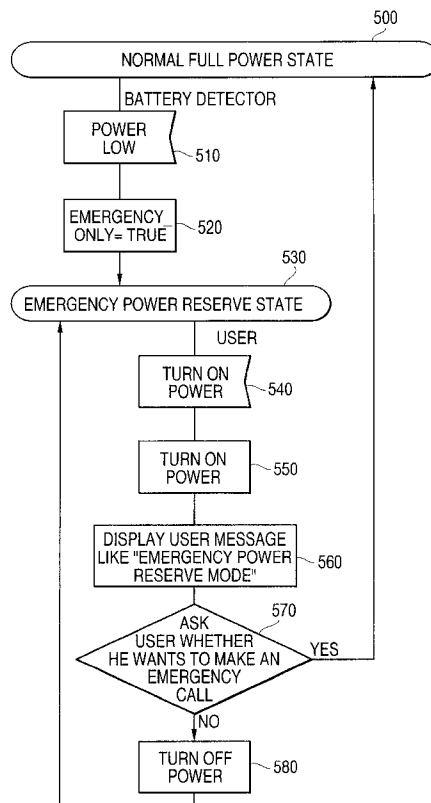 500
NORMAL FULL POWER STATE
BATTERY DETECTOR
POWER
LOW
510
EMERGENCY
ONLY= TRUE
520
530
EMERGENCY POWER RESERVE STATE
USER
TURN ON
POWER
540
TURN ON
POWER
550
DISPLAY USER MESSAGE
LIKE "EMERGENCY POWER
RESERVE MODE"
560
570
ASK
USER WHETHER
HE WANTS TO MAKE AN
EMERGENCY
CALL
YES
NO
TURN OFF
POWER
580